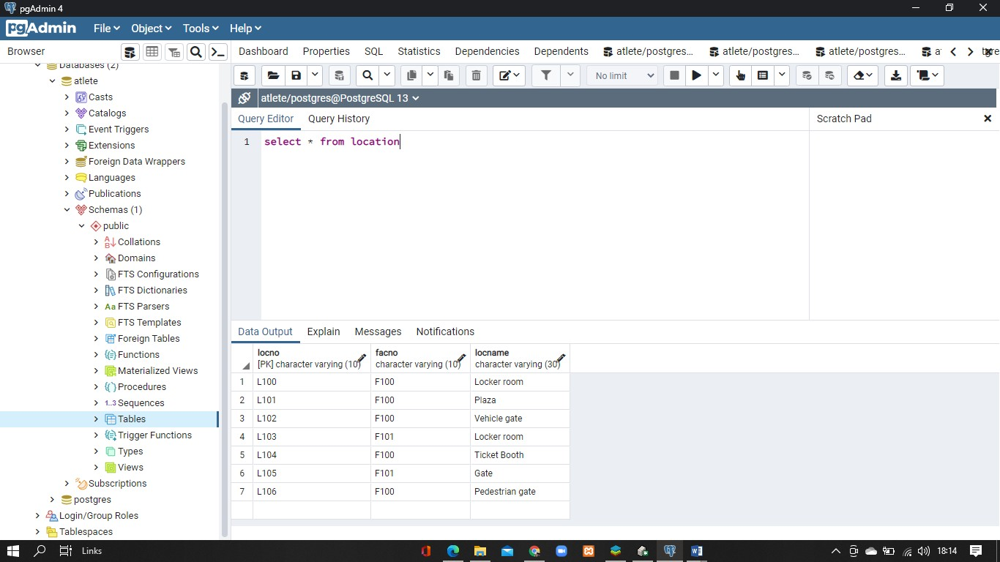 pgAdmin 4
pgAdmin File Object Tools Help
Browser
Dashboard Properties SQL Statistics Dependencies Dependents atlete/postgres... atlete/postgres... atlete/postgres...
Databases (2)
atlete
Casts
Catalogs
Event Triggers
Extensions
Foreign Data Wrappers
Languages
Publications
Schemas (1)
public
Collations
Domains
FTS Configurations
FTS Dictionaries
Aa FTS Parsers
FTS Templates
Foreign Tables
Functions
Materialized Views
Procedures
1..3 Sequences
Tables
Trigger Functions
Types
Views
Subscriptions
postgres
Login/Group Roles
Tablespaces
No limit
atlete/postgres@PostgreSQL 13
Query Editor Query History
Scratch Pad
1 select * from location
Data Output Explain Messages Notifications
locno facno locname
[PK] character varying (10) character varying (10) character varying (30)
1 L100 F100 Locker room
2 L101 F100 Plaza
3 L102 F100 Vehicle gate
4 L103 F101 Locker room
5 L104 F100 Ticket Booth
6 L105 F101 Gate
7 L106 F100 Pedestrian gate
Links
18:14